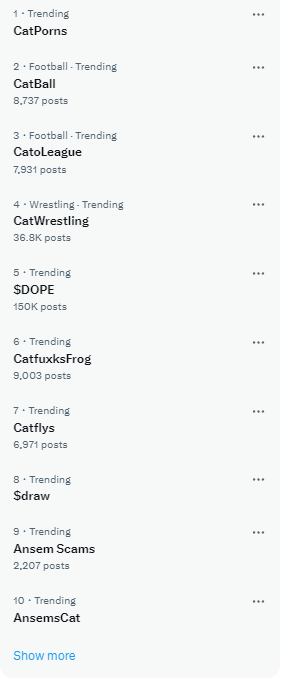 1 · Trending
CatPorns
2 · Football · Trending
CatBall
8,737 posts
3 · Football · Trending
CatoLeague
7,931 posts
4 · Wrestling · Trending
CatWrestling
36.8K posts
5 · Trending
$DOPE
150K posts
6 · Trending
CatfuxksFrog
9,003 posts
7 · Trending
Catflys
6,971 posts
8 · Trending
$draw
9 · Trending
Ansem Scams
2,207 posts
10 · Trending
AnsemsCat
Show more